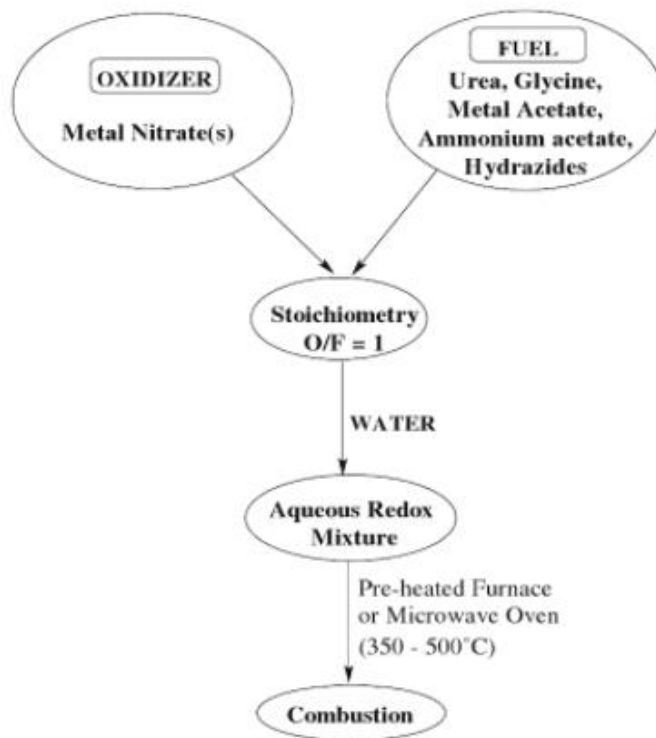 OXIDIZER
Metal Nitrate(s)
FUEL
Urea, Glycine,
Metal Acetate,
Ammonium acetate,
Hydrazides
Stoichiometry
O/F = 1
WATER
Aqueous Redox
Mixture
Pre-heated Furnace
or Microwave Oven
(350 - 500°C)
Combustion